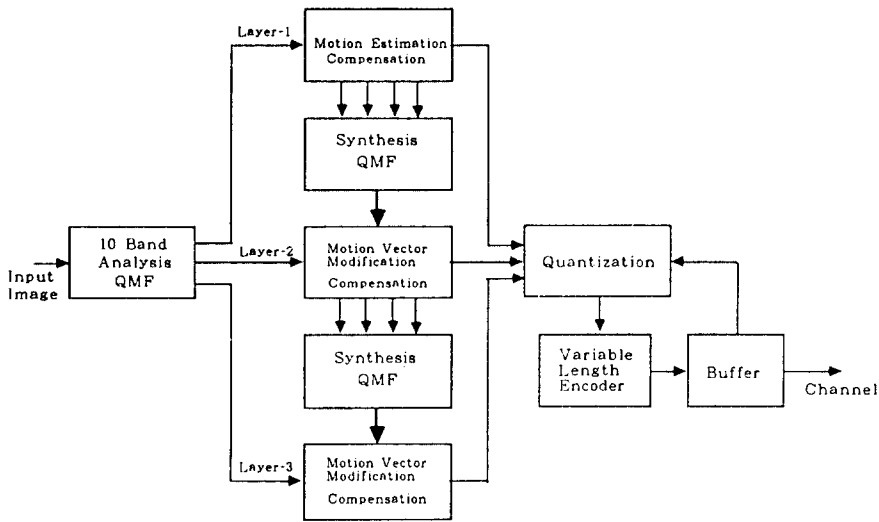 Layer-1
Motion Estimation
Compensation
Synthesis
QMF
Input
Image
10 Band
Analysis
QMF
Layer-2
Motion Vector
Modification
Compensation
Quantization
Synthesis
QMF
Variable
Length
Encoder
Buffer
Channel
Layer-3
Motion Vector
Modification
Compensation